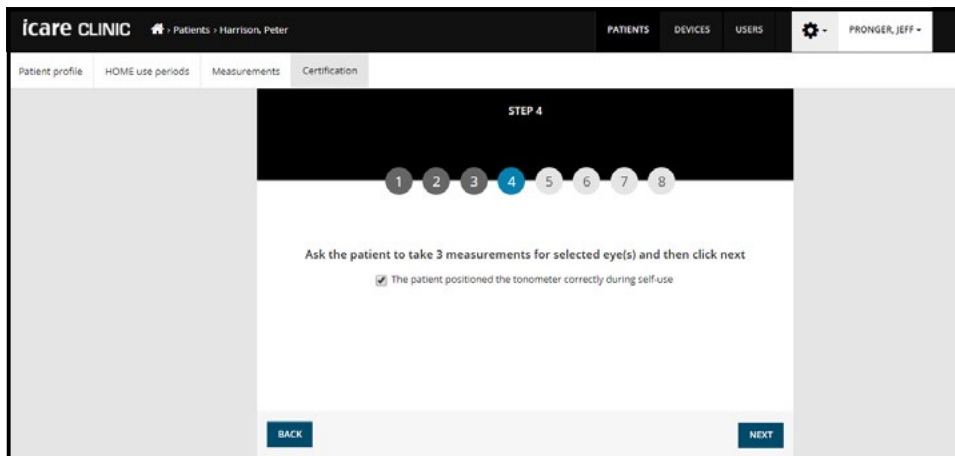 icare CLINIC › Patients › Harrison, Peter PATIENTS DEVICES USERS PRONGER, JEFF
Patient profile HOME use periods Measurements Certification
STEP 4
1 2 3 4 5 6 7 8
Ask the patient to take 3 measurements for selected eye(s) and then click next
The patient positioned the tonometer correctly during self-use
BACK NEXT